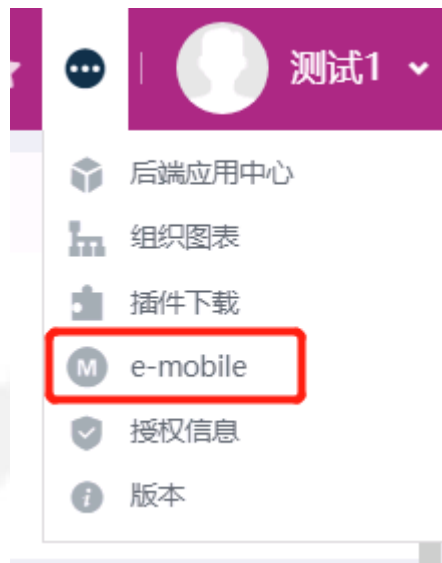 测试1
后端应用中心
组织图表
插件下载
M e-mobile
授权信息
i 版本